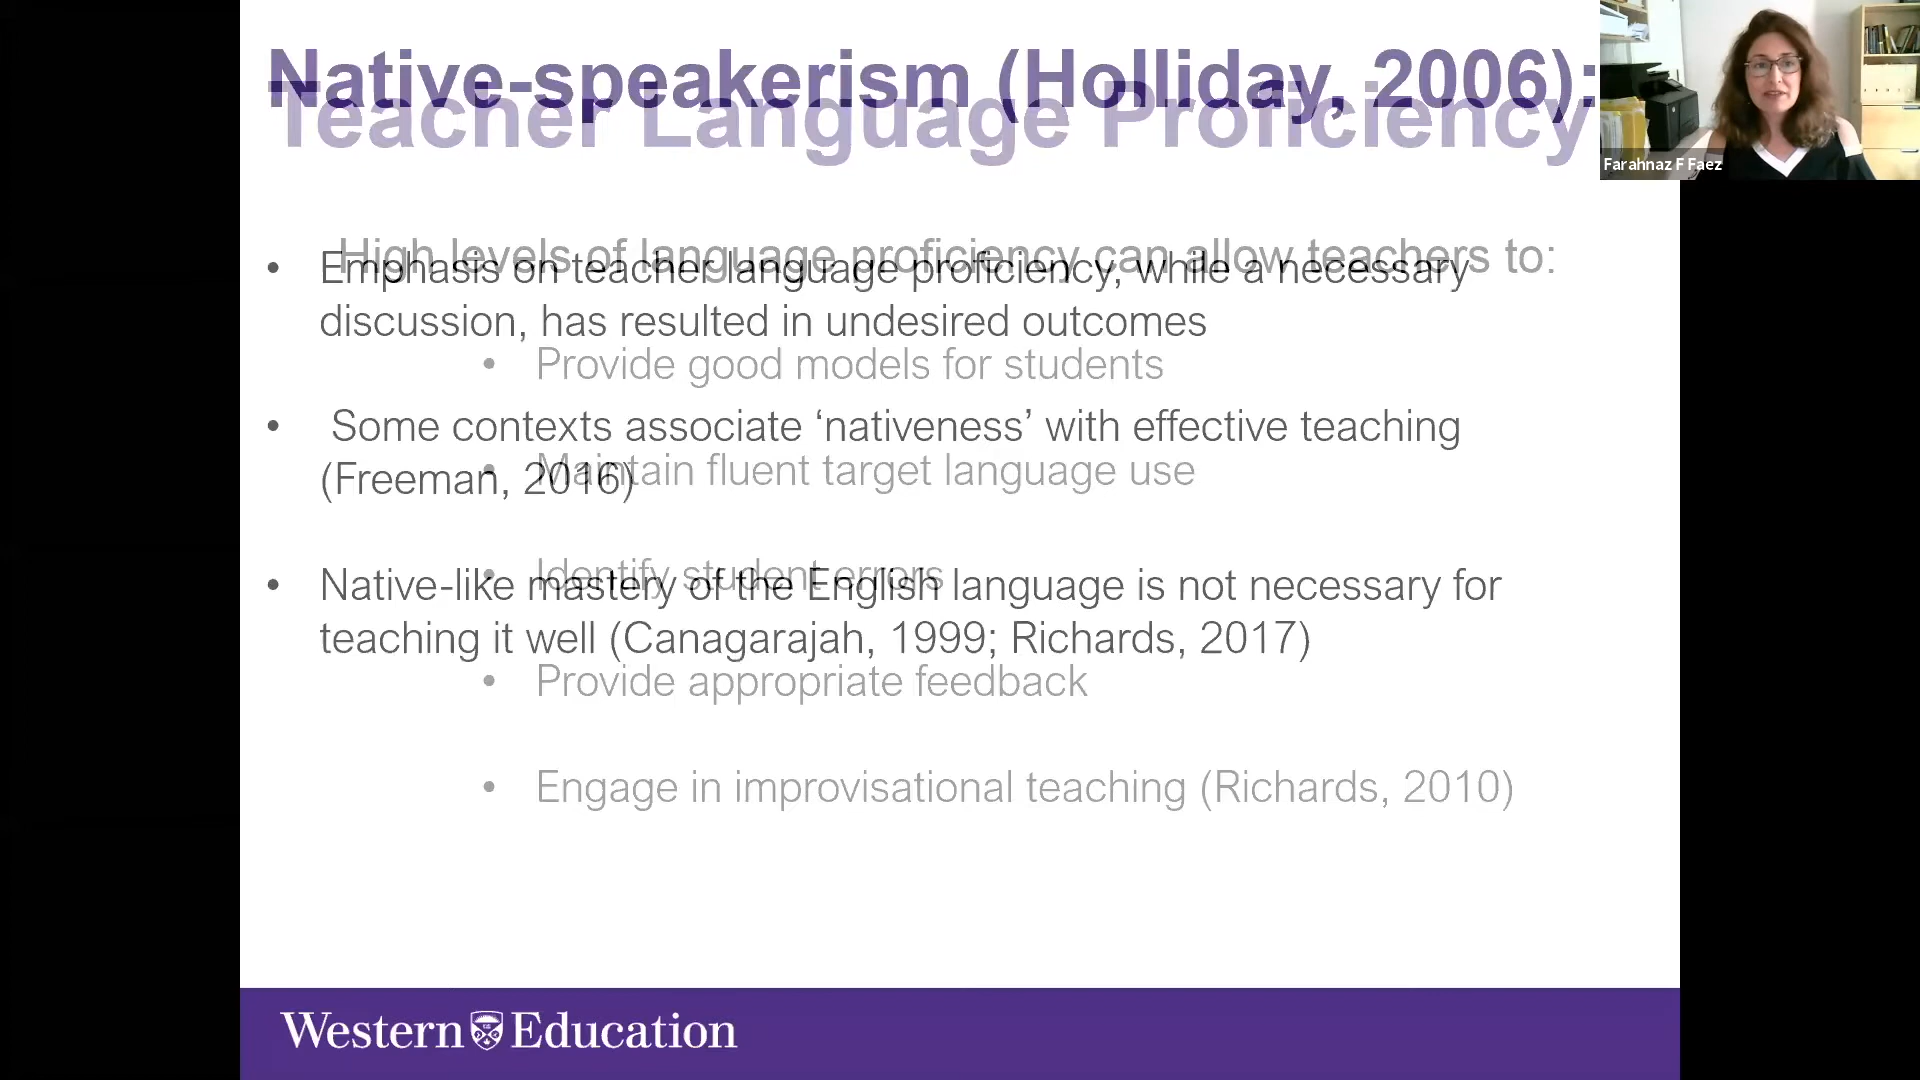 Native-speakerism (Holliday, 2006):
Teacher Language Proficiency
High levels of language proficiency can allow teachers to:
• Emphasis on teacher language proficiency, while a necessary
discussion, has resulted in undesired outcomes
• Provide good models for students
• Some contexts associate ‘nativeness’ with effective teaching
(Freeman, 2016)
• Maintain fluent target language use
• Identify student errors
• Native-like mastery of the English language is not necessary for
teaching it well (Canagarajah, 1999; Richards, 2017)
• Provide appropriate feedback
• Engage in improvisational teaching (Richards, 2010)
Western Education
Farahnaz F Faez